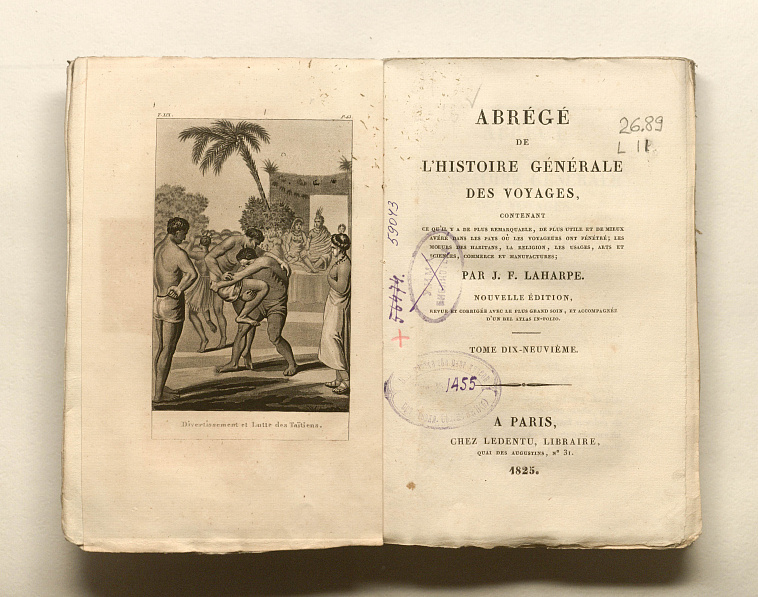 T. XIX.
P. 41.
Divertissement et Lutte des Taïtiens.
ABRÉGÉ
DE
L'HISTOIRE GÉNÉRALE
DES VOYAGES,
CONTENANT
CE QU'IL Y A DE PLUS REMARQUABLE, DE PLUS UTILE ET DE MIEUX
AVÉRÉ DANS LES PAYS OÙ LES VOYAGEURS ONT PÉNÉTRÉ; LES
MŒURS DES HABITANS, LA RELIGION, LES USAGES, ARTS ET
SCIENCES, COMMERCE ET MANUFACTURES;
PAR J. F. LAHARPE.
NOUVELLE ÉDITION,
REVUE ET CORRIGÉE AVEC LE PLUS GRAND SOIN, ET ACCOMPAGNÉE
D'UN BEL ATLAS IN-FOLIO.
TOME DIX-NEUVIÈME.
A PARIS,
CHEZ LEDENTU, LIBRAIRE,
QUAI DES AUGUSTINS, N° 31.
1825.
26.89
L 11.
59043
56474.
1455